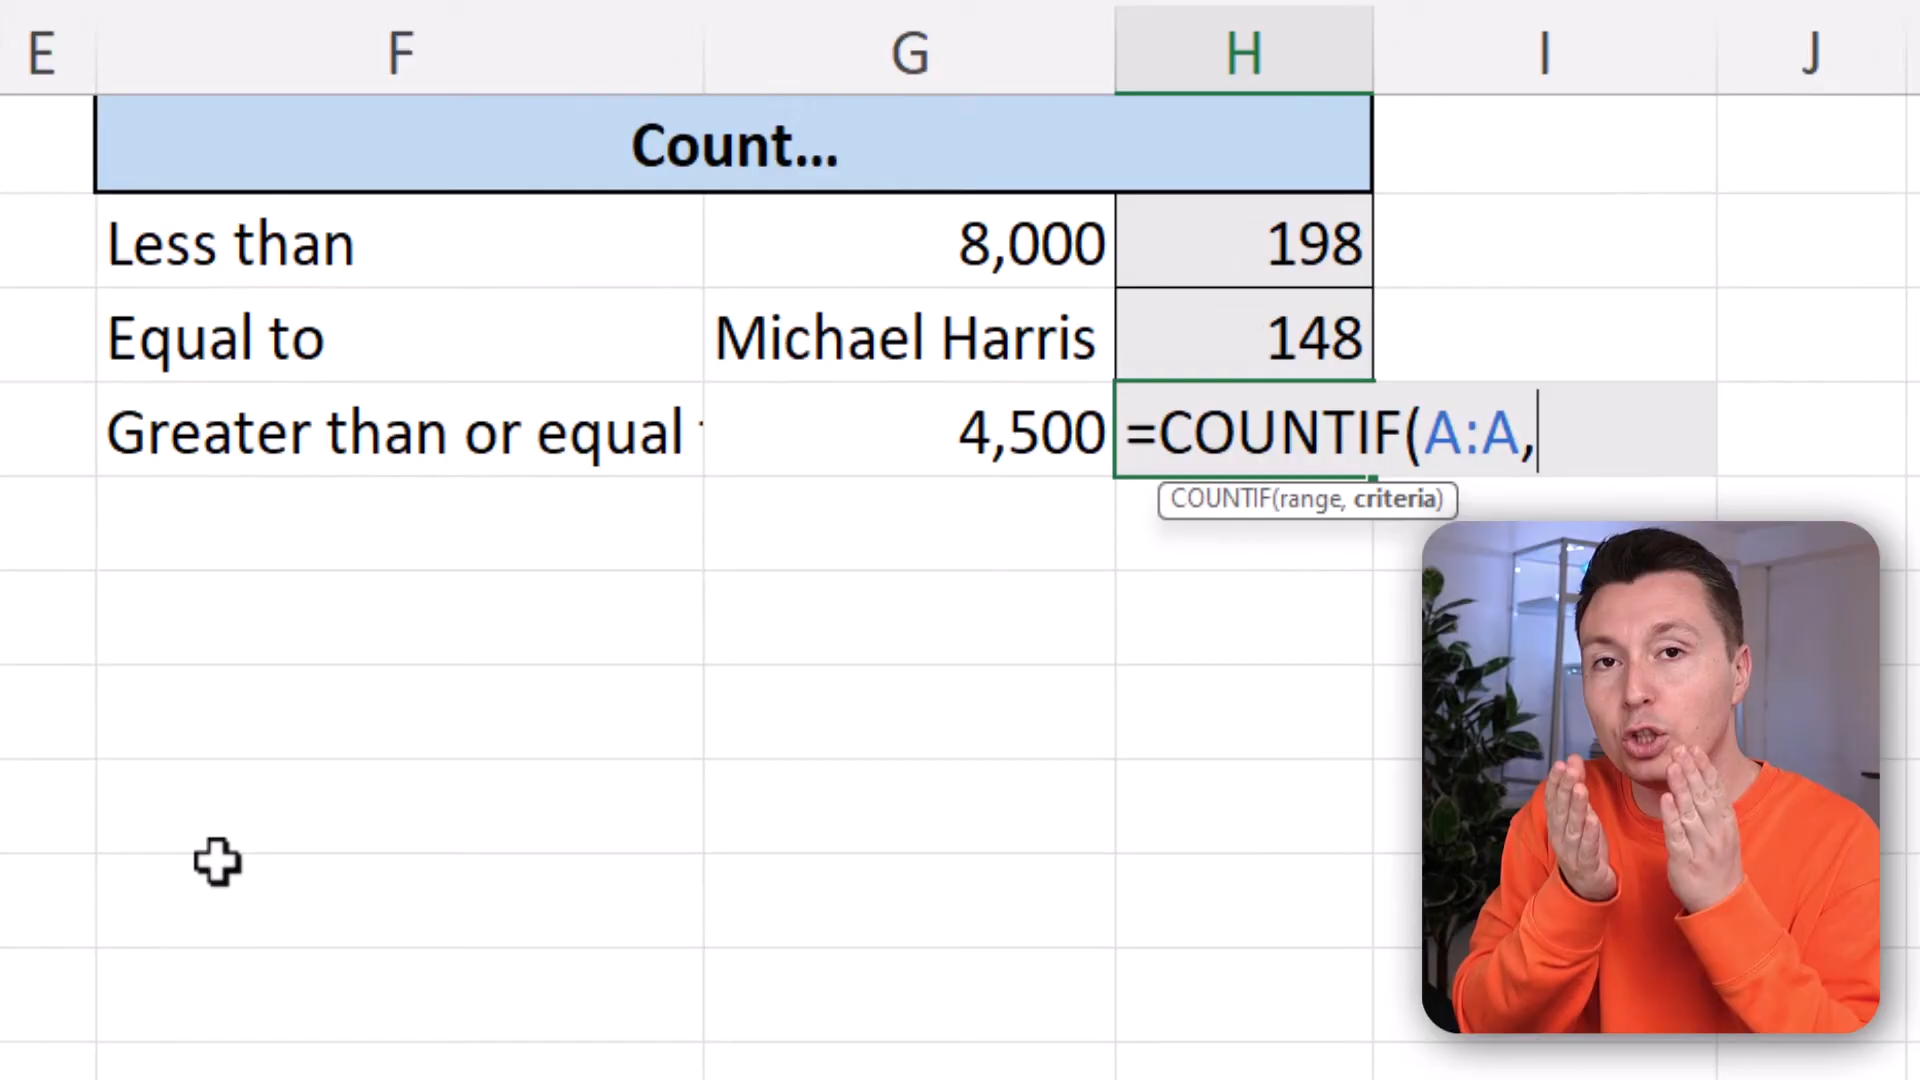 E F G H I J
Count...
Less than 8,000 198
Equal to Michael Harris 148
Greater than or equal 4,500 =COUNTIF(A:A,
COUNTIF(range, criteria)